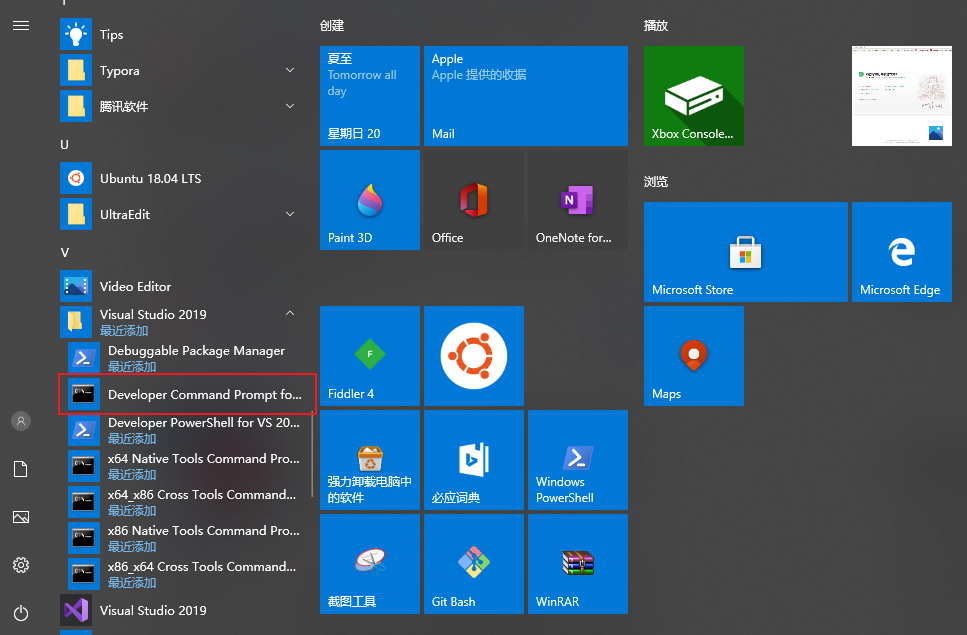 Tips
Typora
腾讯软件
U
Ubuntu 18.04 LTS
UltraEdit
V
Video Editor
Visual Studio 2019
最近添加
Debuggable Package Manager
最近添加
Developer Command Prompt fo...
Developer PowerShell for VS 20...
最近添加
x64 Native Tools Command Pro...
最近添加
x64_x86 Cross Tools Command...
最近添加
x86 Native Tools Command Pro...
最近添加
x86_x64 Cross Tools Command...
最近添加
Visual Studio 2019
创建
夏至
Tomorrow all
day
星期日 20
Apple
Apple 提供的收据
Mail
Paint 3D
Office
N
OneNote for...
F
Fiddler 4
强力卸载电脑中
的软件
必应词典
Windows
PowerShell
截图工具
Git Bash
WinRAR
播放
Xbox Console...
浏览
Microsoft Store
Microsoft Edge
Maps